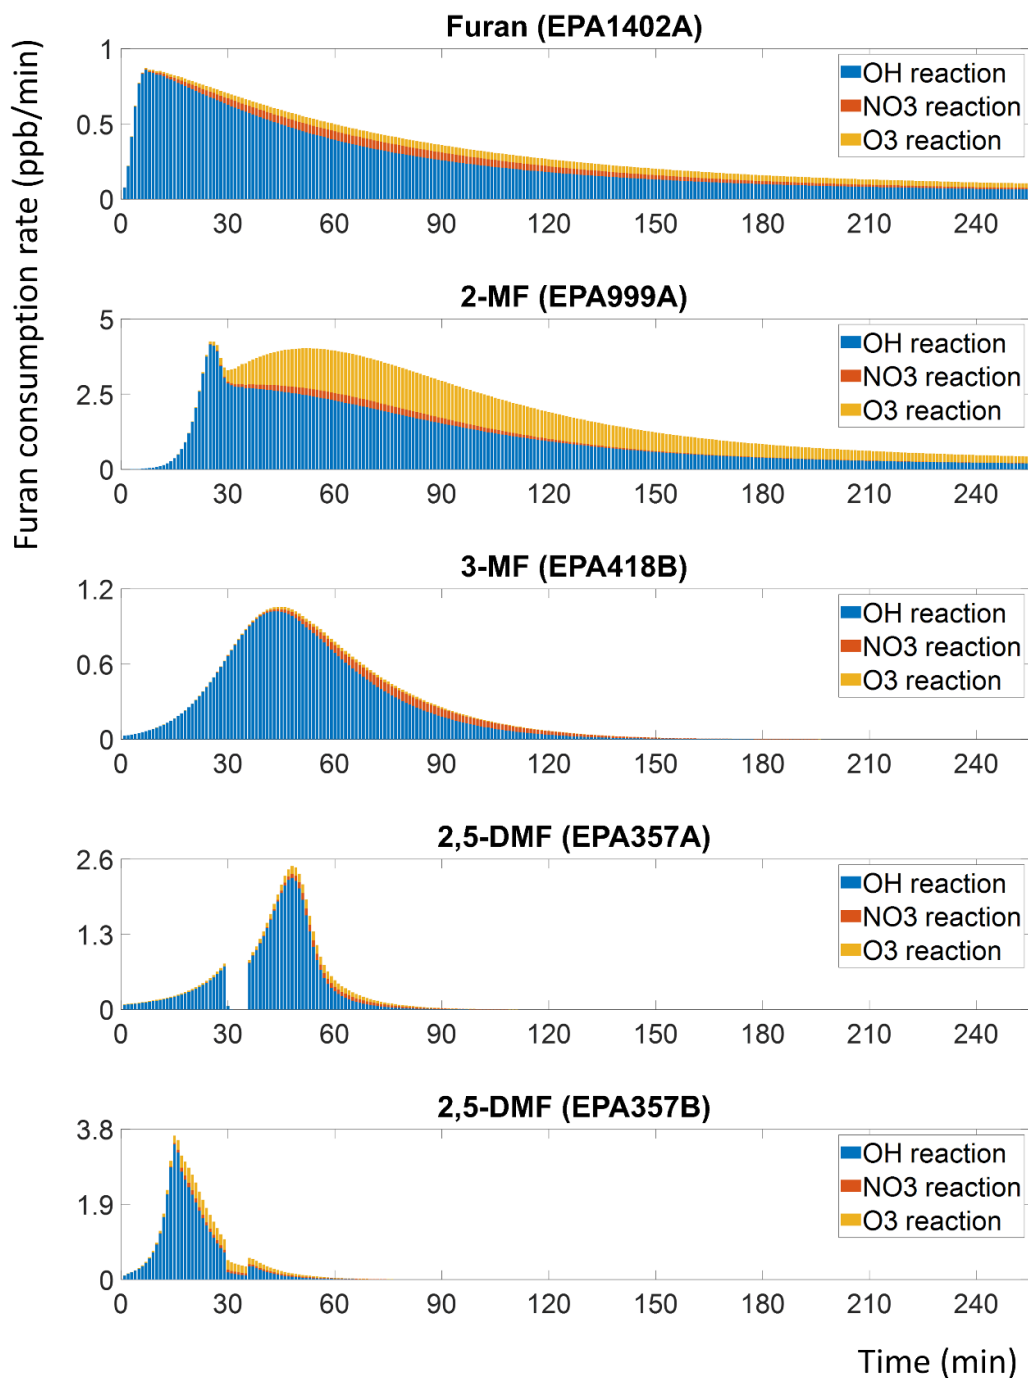 Furan consumption rate (ppb/min)
Furan (EPA1402A)
1
0.5
0
OH reaction
NO3 reaction
O3 reaction
0 30 60 90 120 150 180 210 240
2-MF (EPA999A)
5
2.5
0
OH reaction
NO3 reaction
O3 reaction
0 30 60 90 120 150 180 210 240
3-MF (EPA418B)
1.2
0.6
0
OH reaction
NO3 reaction
O3 reaction
0 30 60 90 120 150 180 210 240
2,5-DMF (EPA357A)
2.6
1.3
0
OH reaction
NO3 reaction
O3 reaction
0 30 60 90 120 150 180 210 240
2,5-DMF (EPA357B)
3.8
1.9
0
OH reaction
NO3 reaction
O3 reaction
0 30 60 90 120 150 180 210 240
Time (min)